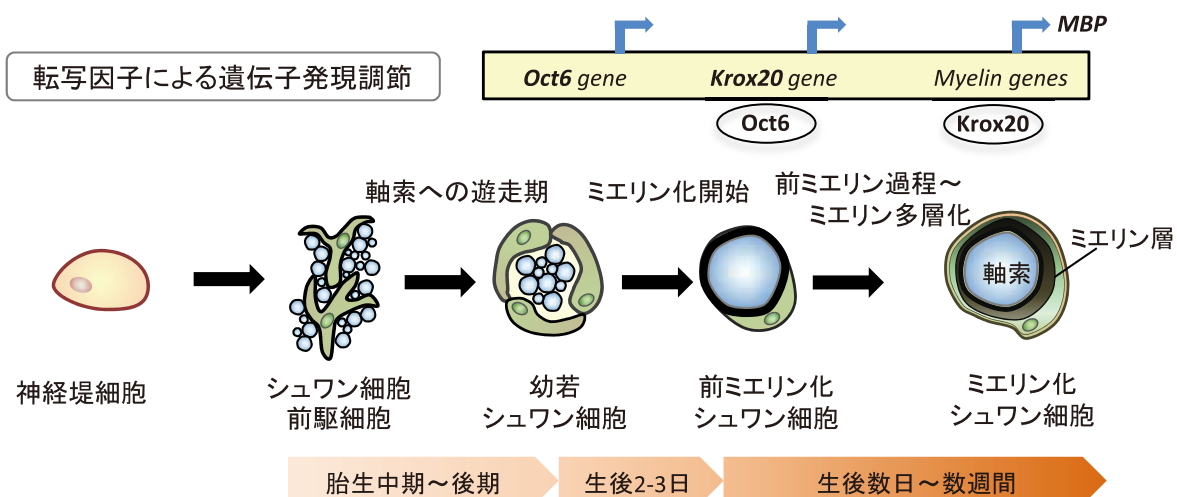 MBP
転写因子による遺伝子発現調節
Oct6 gene Krox20 gene Myelin genes
Oct6 Krox20
軸索への遊走期 ミエリン化開始 前ミエリン過程～
ミエリン多層化
ミエリン層
軸索
神経堤細胞
シュワン細胞
前駆細胞
幼若
シュワン細胞
前ミエリン化
シュワン細胞
ミエリン化
シュワン細胞
胎生中期～後期 生後2-3日 生後数日～数週間